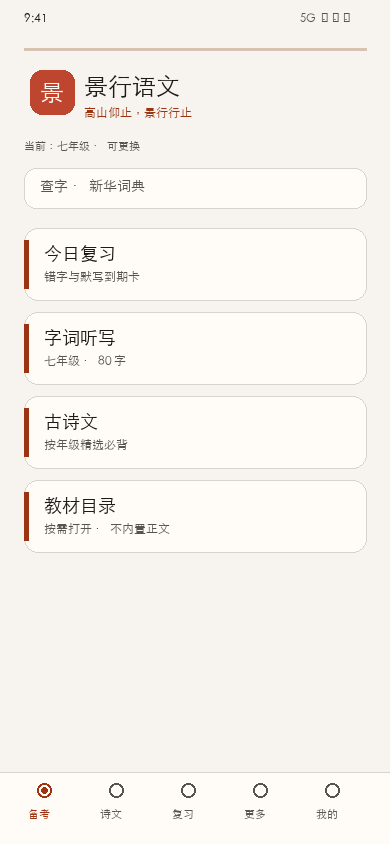 9:41
5G
景
景行语文
高山仰止，景行行止
当前：七年级 · 可更换
查字 · 新华词典
今日复习
错字与默写到期卡
字词听写
七年级 · 80 字
古诗文
按年级精选必背
教材目录
按需打开 · 不内置正文
备考
诗文
复习
更多
我的